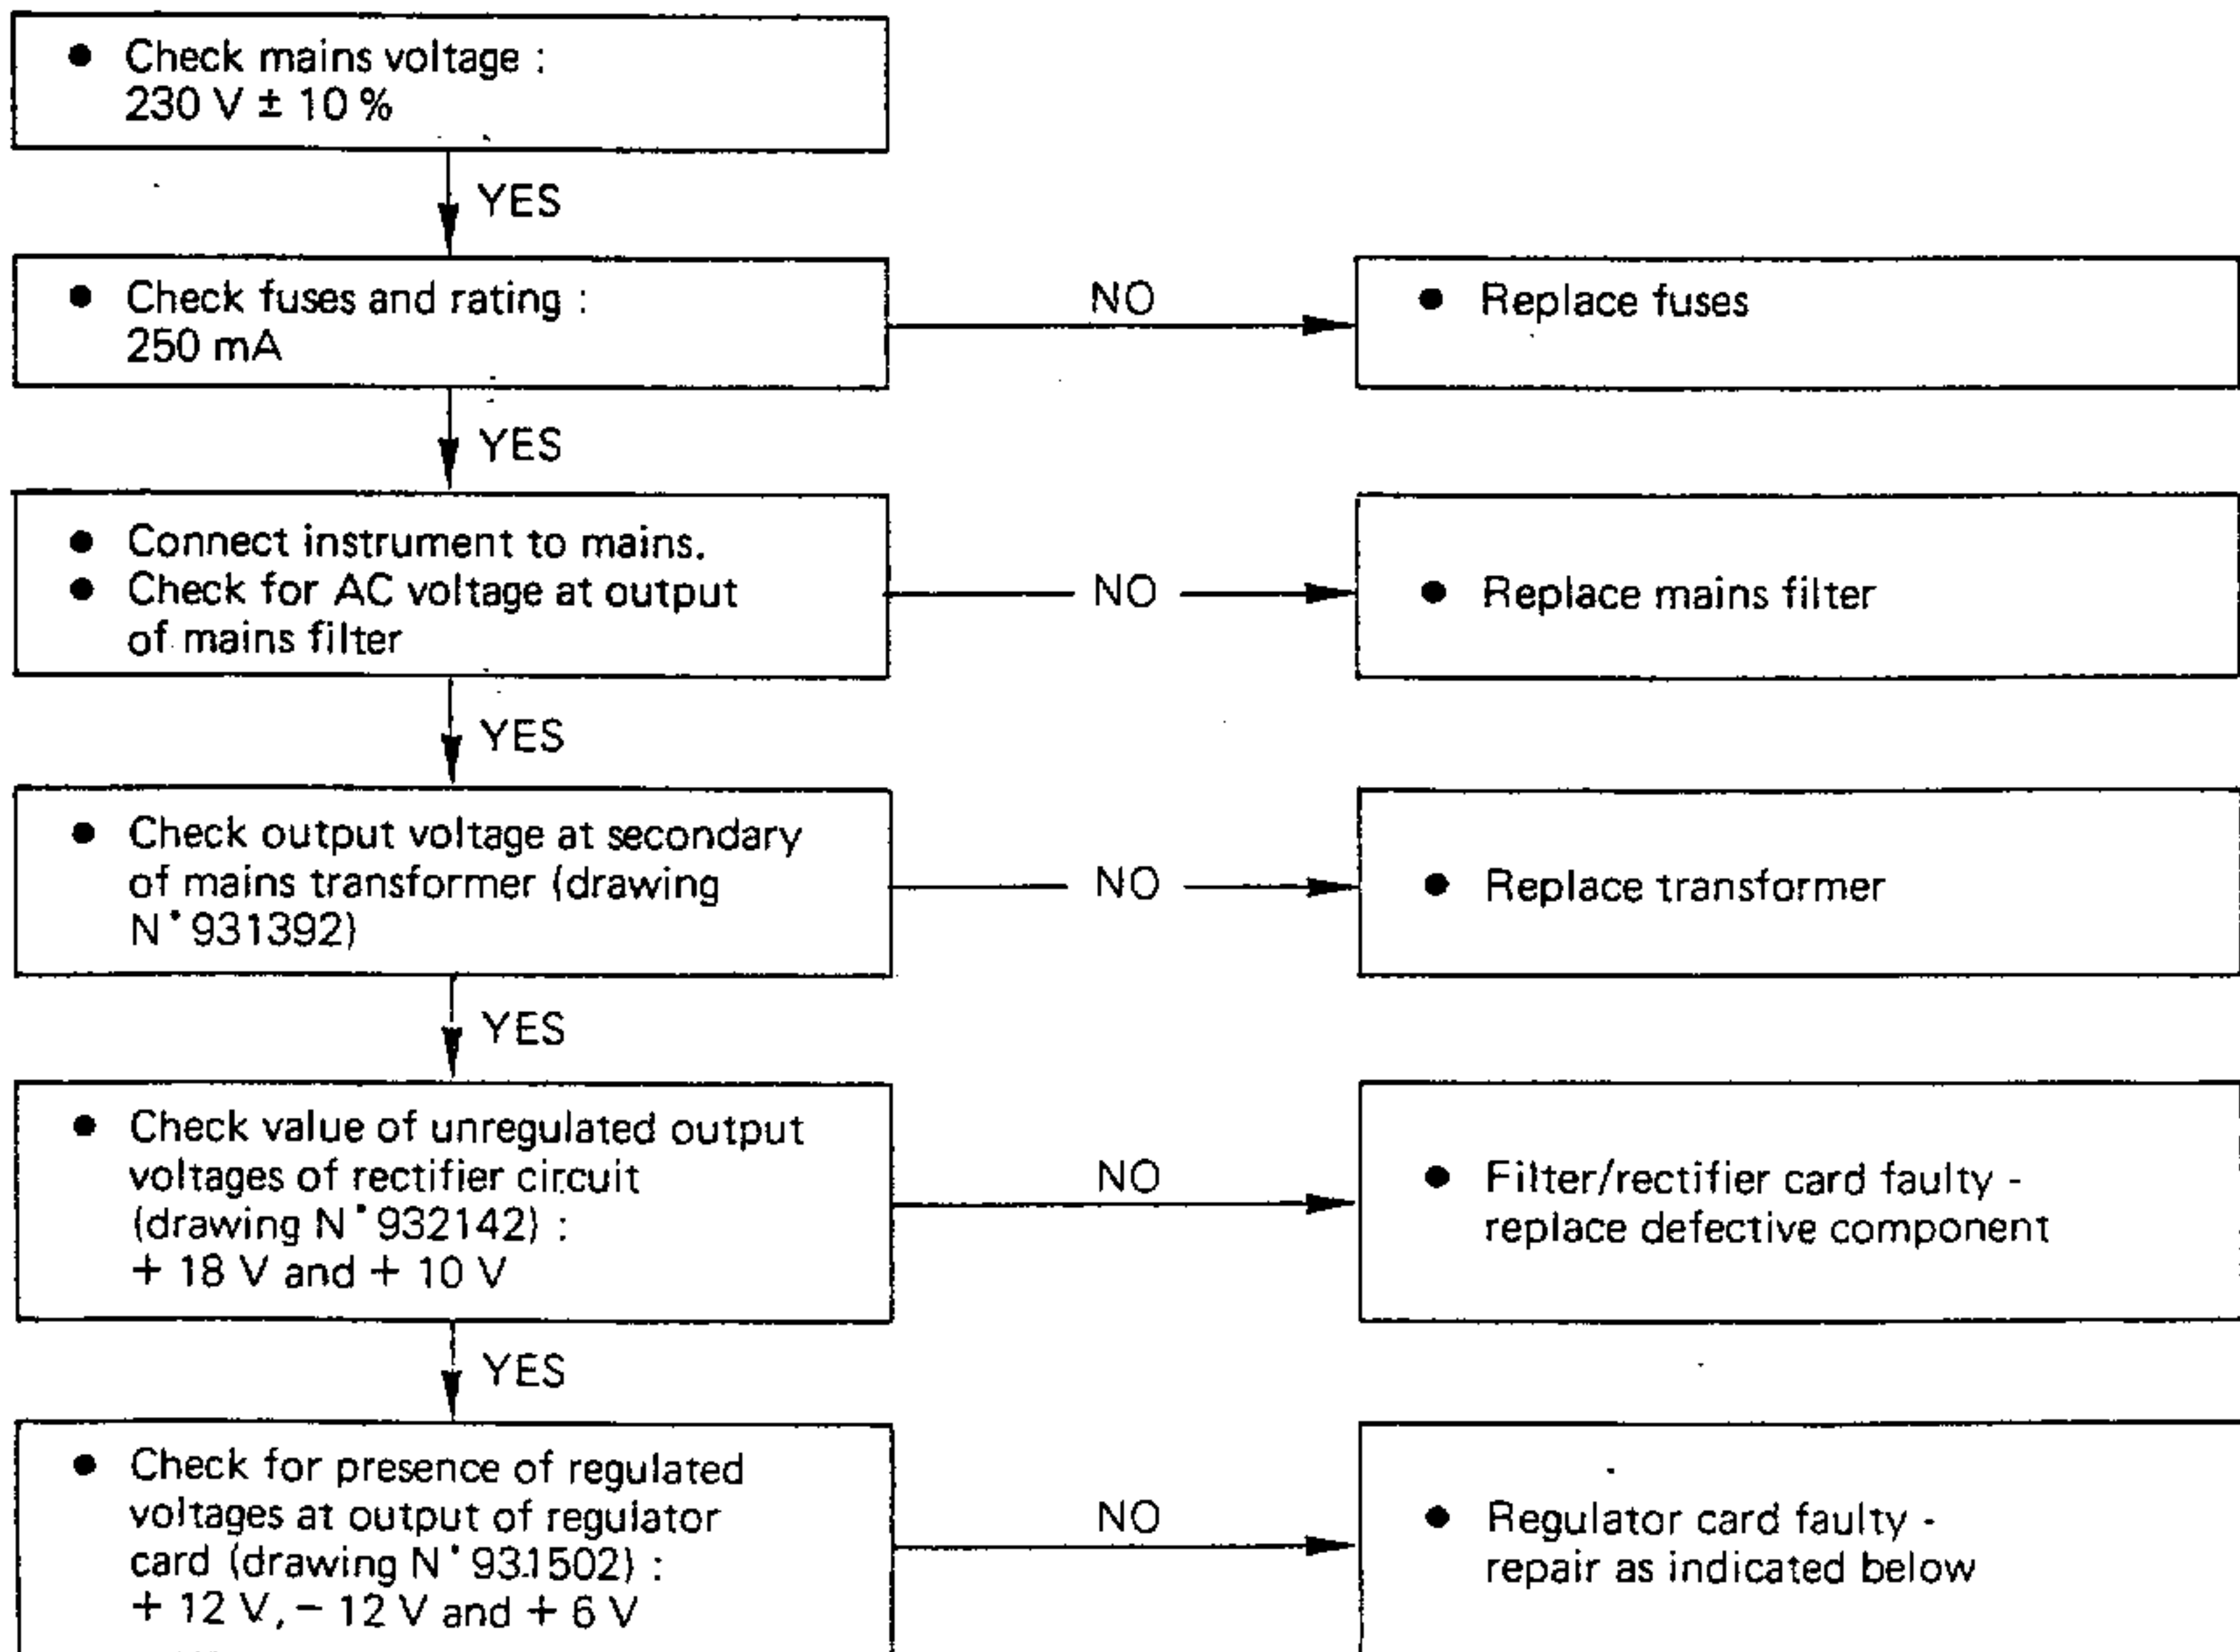 ● Check mains voltage :
230 V ± 10 %
YES
● Check fuses and rating :
250 mA
NO
● Replace fuses
YES
● Connect instrument to mains.
● Check for AC voltage at output
of mains filter
NO
● Replace mains filter
YES
● Check output voltage at secondary
of mains transformer (drawing
N° 931392)
NO
● Replace transformer
YES
● Check value of unregulated output
voltages of rectifier circuit
(drawing N° 932142) :
+ 18 V and + 10 V
NO
● Filter/rectifier card faulty -
replace defective component
YES
● Check for presence of regulated
voltages at output of regulator
card (drawing N° 931502) :
+ 12 V, - 12 V and + 6 V
NO
● Regulator card faulty -
repair as indicated below